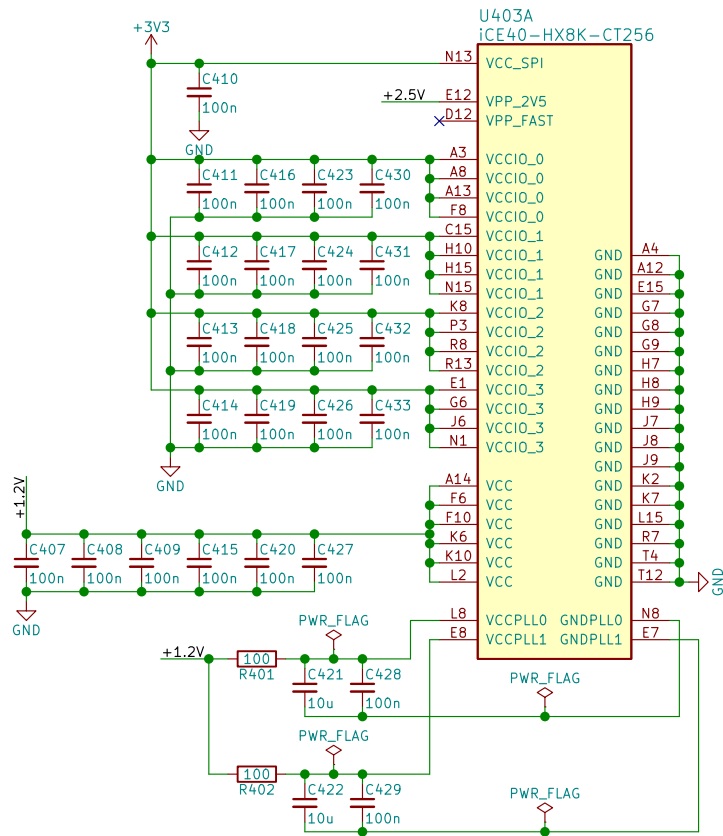 U403A
iCE40-HX8K-CT256
+3V3
N13 VCC_SPI
C410
100n
GND
+2.5V E12 VPP_2V5
D12 VPP_FAST
A3 VCCIO_0
C411 C416 C423 C430 A8 VCCIO_0
100n 100n 100n 100n A13 VCCIO_0
F8 VCCIO_0
C15 VCCIO_1
C412 C417 C424 C431 H10 VCCIO_1 GND A4
100n 100n 100n 100n H15 VCCIO_1 GND A12
N15 VCCIO_1 GND E15
K8 VCCIO_2 GND G7
C413 C418 C425 C432 P3 VCCIO_2 GND G8
100n 100n 100n 100n R8 VCCIO_2 GND G9
R13 VCCIO_2 GND H7
E1 VCCIO_3 GND H8
C414 C419 C426 C433 G6 VCCIO_3 GND H9
100n 100n 100n 100n J6 VCCIO_3 GND J7
N1 VCCIO_3 GND J8
GND J9
GND
+1.2V A14 VCC GND K2
F6 VCC GND K7
F10 VCC GND L15
K6 VCC GND R7
C407 C408 C409 C415 C420 C427 K10 VCC GND T4
100n 100n 100n 100n 100n 100n L2 VCC GND T12 GND
GND
PWR_FLAG L8 VCCPLL0 GNDPLL0 N8
E8 VCCPLL1 GNDPLL1 E7
+1.2V 100
R401 C421 C428 PWR_FLAG
10u 100n
PWR_FLAG
100
R402 C422 C429 PWR_FLAG
10u 100n